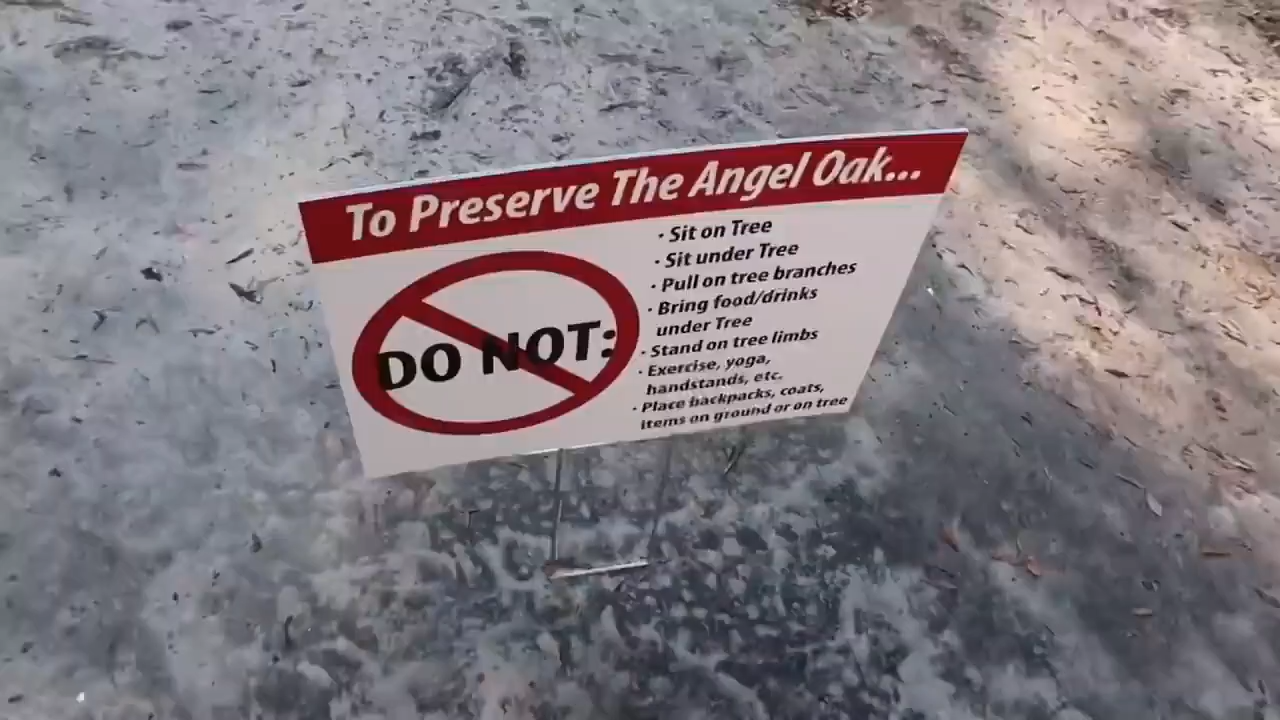 To Preserve The Angel Oak...
DO NOT:
· Sit on Tree
· Sit under Tree
· Pull on tree branches
· Bring food/drinks
under Tree
· Stand on tree limbs
· Exercise, yoga,
handstands, etc.
· Place backpacks, coats,
items on ground or on tree